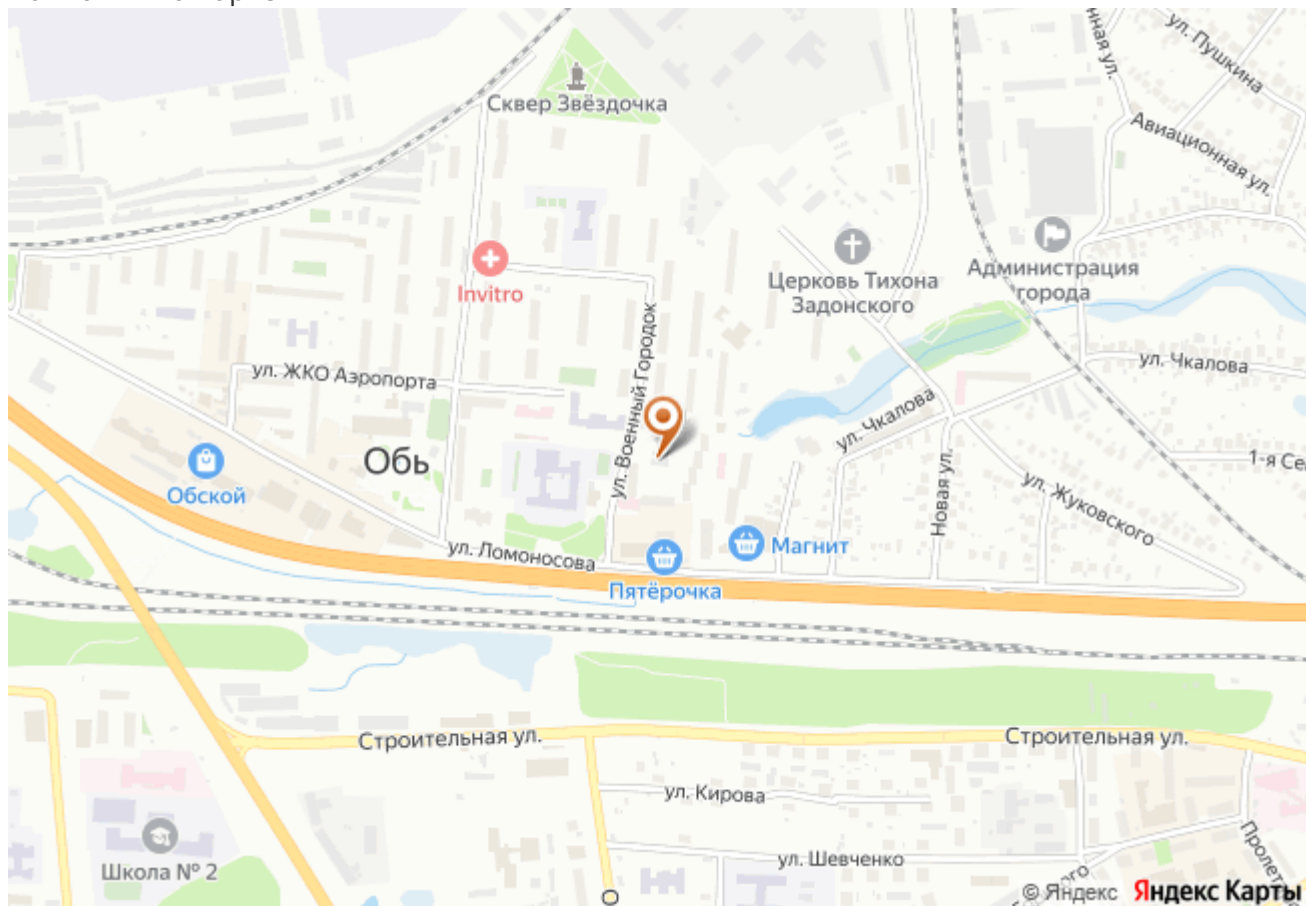 ул. Пушкина
Сквер Звёздочка
Авиационная ул.
Церковь Тихона
Задонского
Администрация
города
Invitro
ул. Военный Городок
ул. ЖКО Аэропорта
ул. Чкалова
ул. Чкалова
Обь
Обской
Новая ул.
ул. Жуковского
ул. Ломоносова
Магнит
Пятёрочка
Строительная ул.
Строительная ул.
ул. Кирова
Школа № 2
ул. Шевченко
© Яндекс Яндекс Карты